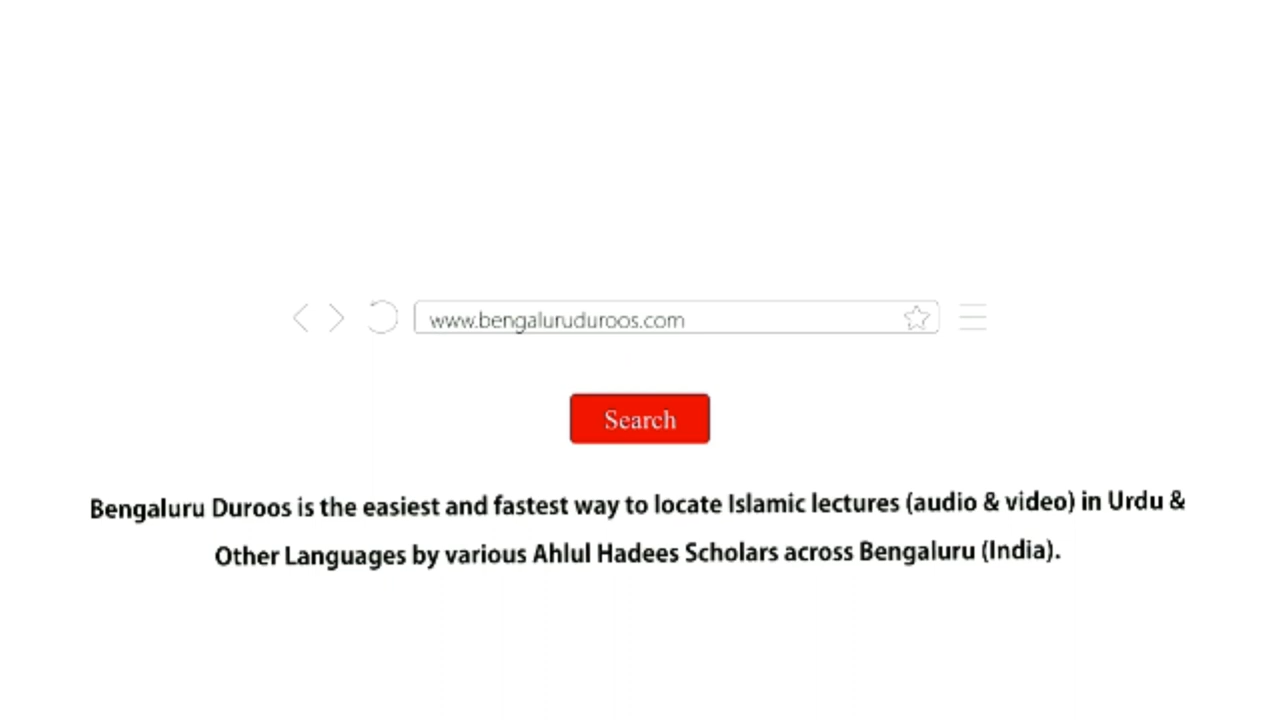 www.bengaluruduroos.com
Search
Bengaluru Duroos is the easiest and fastest way to locate Islamic lectures (audio & video) in Urdu &
Other Languages by various Ahlul Hadees Scholars across Bengaluru (India).